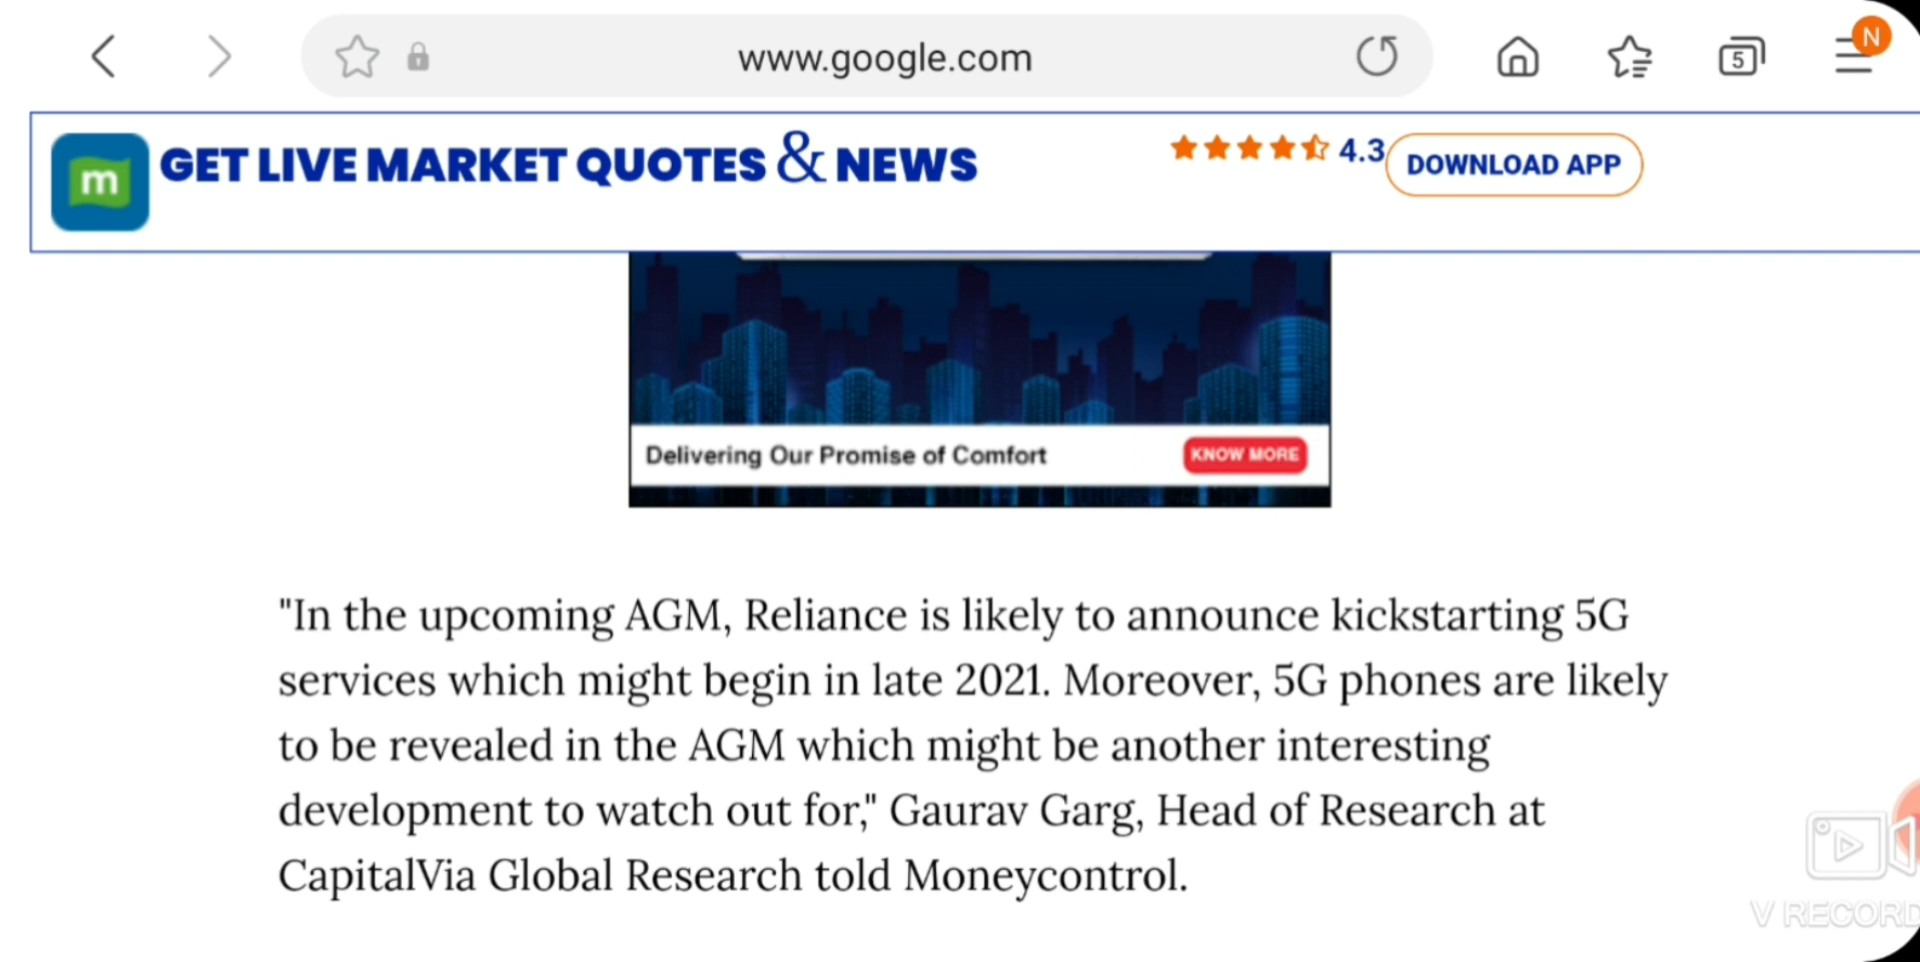 www.google.com
5
N
m
GET LIVE MARKET QUOTES & NEWS
4.3
DOWNLOAD APP
Delivering Our Promise of Comfort
KNOW MORE
"In the upcoming AGM, Reliance is likely to announce kickstarting 5G
services which might begin in late 2021. Moreover, 5G phones are likely
to be revealed in the AGM which might be another interesting
development to watch out for," Gaurav Garg, Head of Research at
CapitalVia Global Research told Moneycontrol.
V RECORD